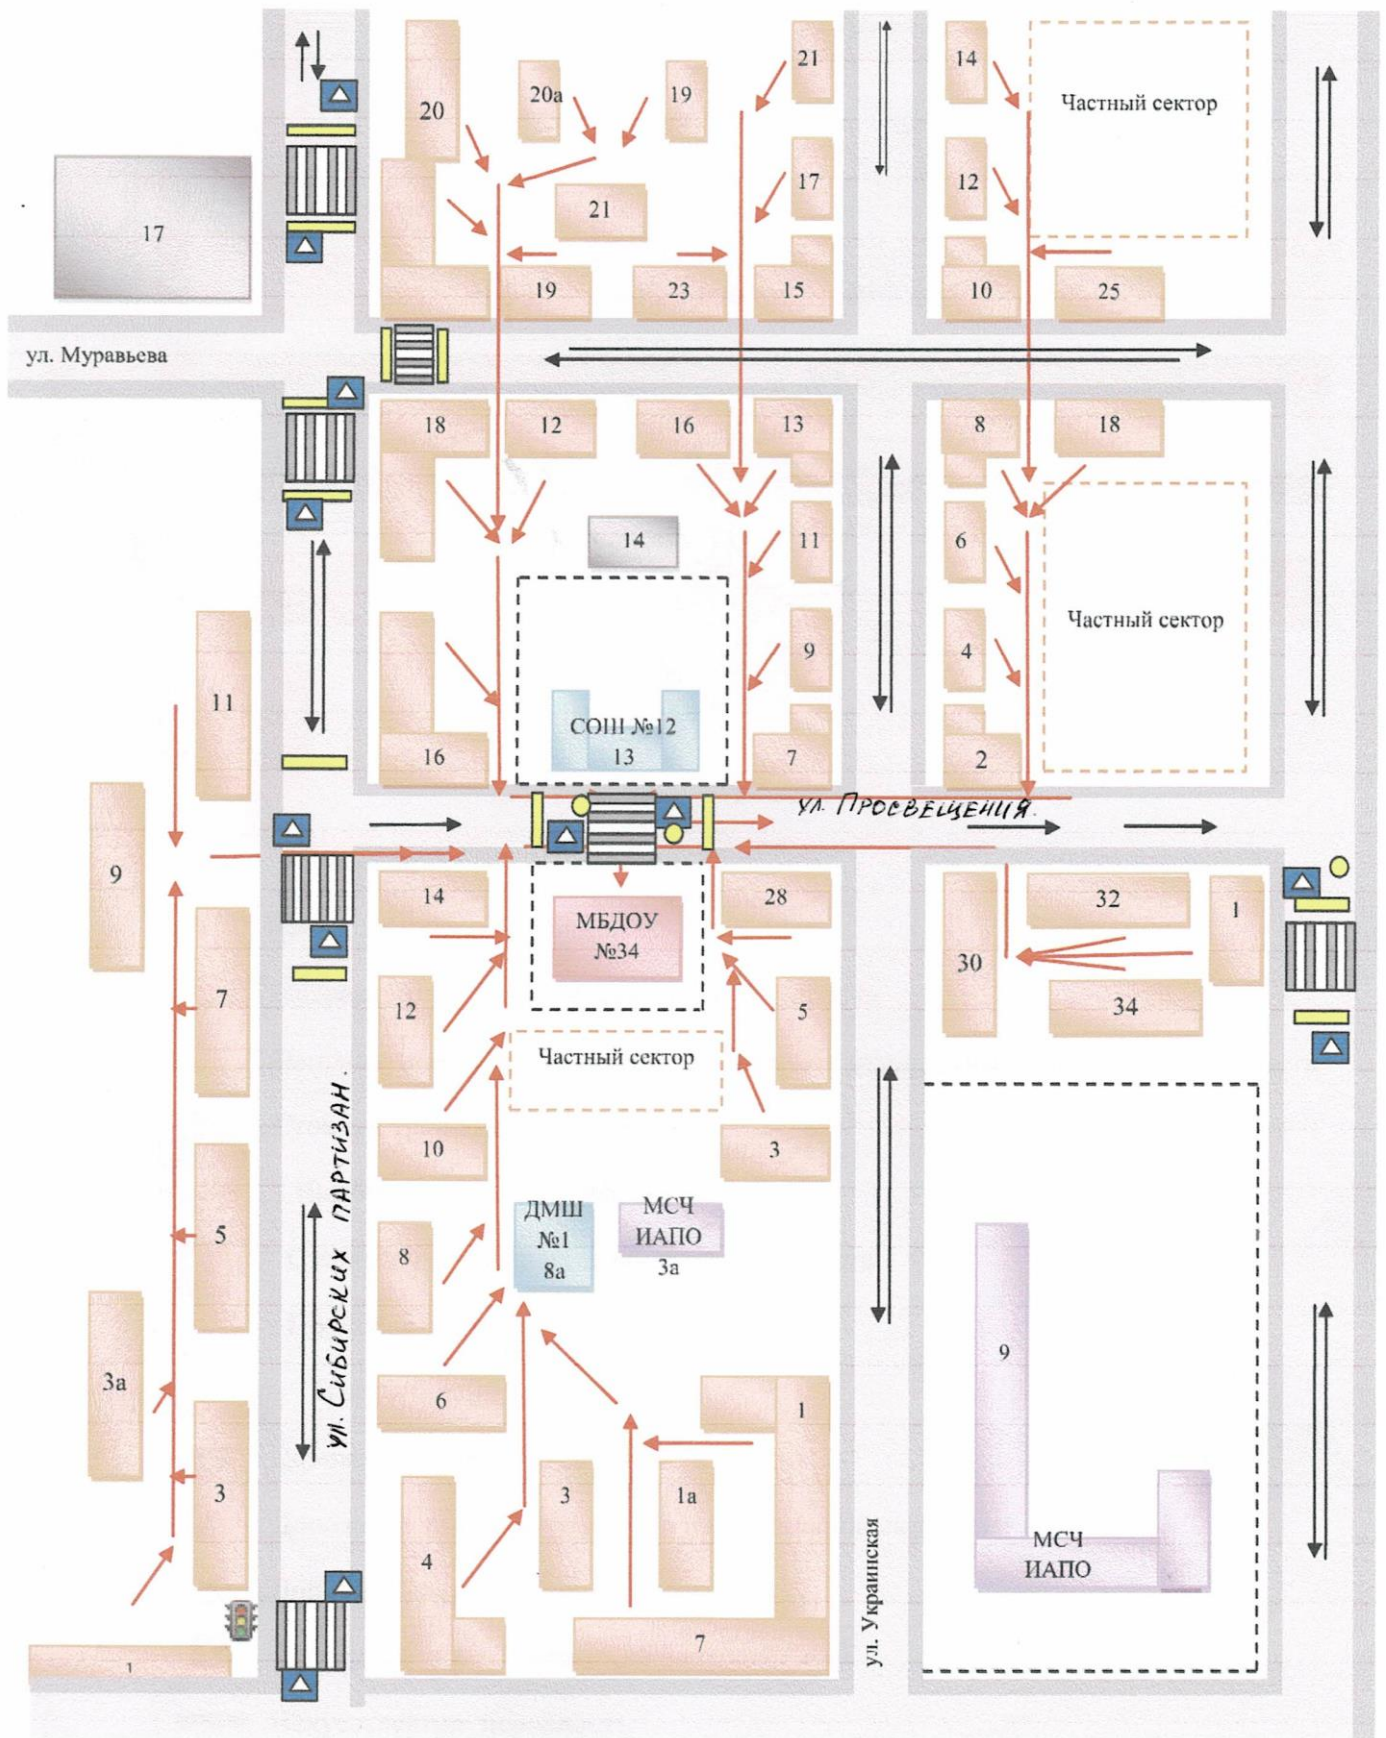 21
14
20
20а
19
Частный сектор
17
12
17
21
19
23
15
10
25
ул. Муравьева
18
12
16
13
8
18
14
11
6
Частный сектор
9
4
11
СОШ №12
13
16
7
2
ул. ПРОСВЕЩЕНИЯ.
9
14
МБДОУ
№34
28
32
1
30
7
12
5
34
Частный сектор
10
3
ул. Сибирских партизан.
5
8
ДМШ
№1
8а
МСЧ
ИАПО
3а
9
3а
6
1
3
3
1а
4
МСЧ
ИАПО
ул. Украинская
7
1